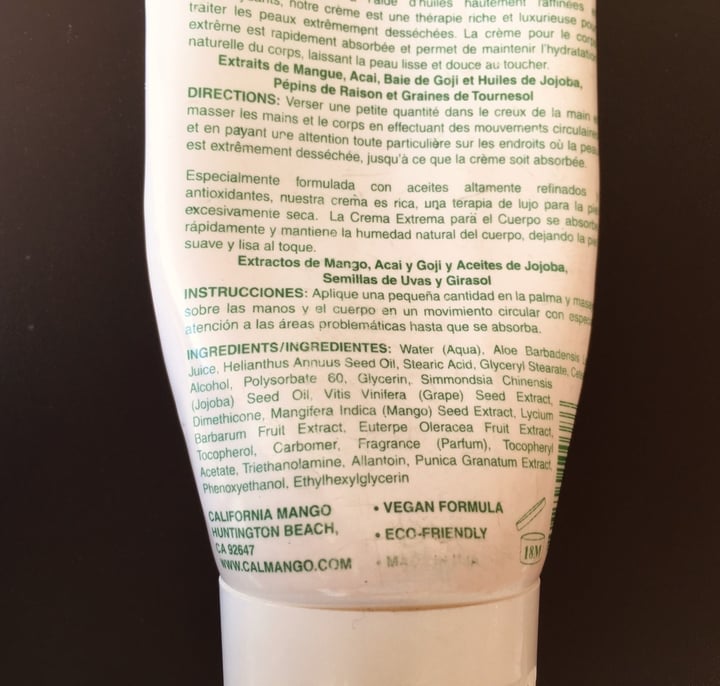 notre crème est une thérapie riche et luxurieuse
traiter les peaux extrêmement desséchées. La crème pour le
extrême est rapidement absorbée et permet de maintenir l'hydratation
naturelle du corps, laissant la peau lisse et douce au toucher.
Extraits de Mangue, Acai, Baie de Goji et Huiles de Jojoba,
Pépins de Raison et Graines de Tournesol
DIRECTIONS: Verser une petite quantité dans le creux de la main
masser les mains et le corps en effectuant des mouvements circulaires
et en payant une attention toute particulière sur les endroits où la
est extrêmement desséchée, jusqu'à ce que la crème soit absorbée.
Especialmente formulada con aceites altamente refinados
antioxidantes, nuestra crema es rica, una terapia de lujo para la
excesivamente seca. La Crema Extrema para el Cuerpo se
rápidamente y mantiene la humedad natural del cuerpo, dejando la
suave y lisa al toque.
Extractos de Mango, Acai y Goji y Aceites de Jojoba,
Semillas de Uvas y Girasol
INSTRUCCIONES: Aplique una pequeña cantidad en la palma y
sobre las manos y el cuerpo en un movimiento circular con
atención a las áreas problemáticas hasta que se absorba.
INGREDIENTS/INGREDIENTES: Water (Aqua), Aloe Barbadensis
Juice, Helianthus Annuus Seed Oil, Stearic Acid, Glyceryl Stearate,
Alcohol, Polysorbate 60, Glycerin, Simmondsia Chinensis
(Jojoba) Seed Oil, Vitis Vinifera (Grape) Seed Extract,
Dimethicone, Mangifera Indica (Mango) Seed Extract, Lycium
Barbarum Fruit Extract, Euterpe Oleracea Fruit Extract,
Tocopherol, Carbomer, Fragrance (Parfum), Tocopheryl
Acetate, Triethanolamine, Allantoin, Punica Granatum Extract,
Phenoxyethanol, Ethylhexylglycerin
CALIFORNIA MANGO
HUNTINGTON BEACH,
CA 92647
WWW.CALMANGO.COM
• VEGAN FORMULA
• ECO-FRIENDLY
18M